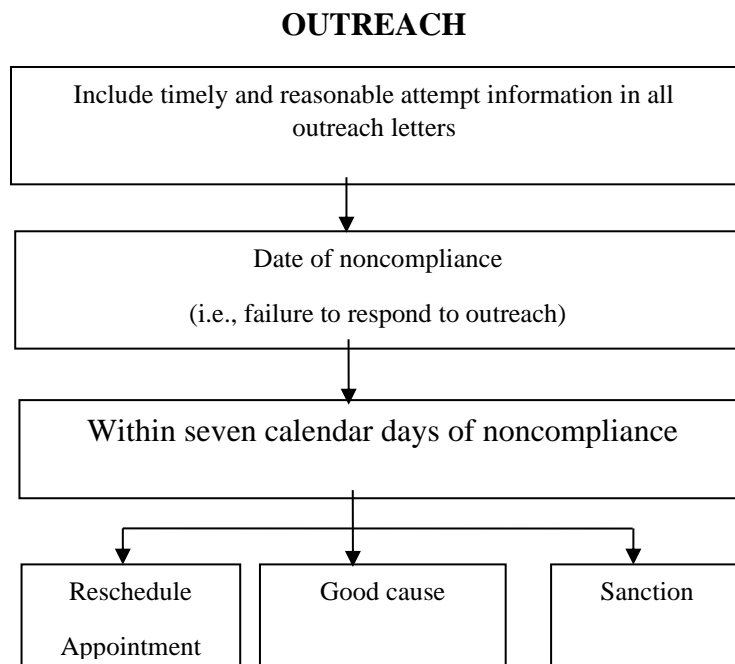 OUTREACH
Include timely and reasonable attempt information in all
outreach letters
Date of noncompliance
(i.e., failure to respond to outreach)
Within seven calendar days of noncompliance
Reschedule
Appointment
Good cause
Sanction